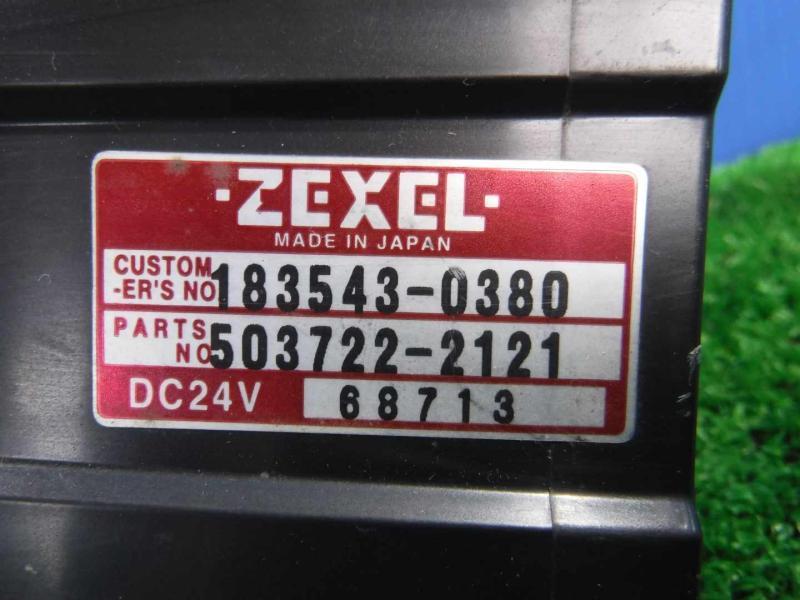 ·ZEXEL·
MADE IN JAPAN
CUSTOM
-ER'S NO 183543-0380
PARTS
NO 503722-2121
DC24V 68713